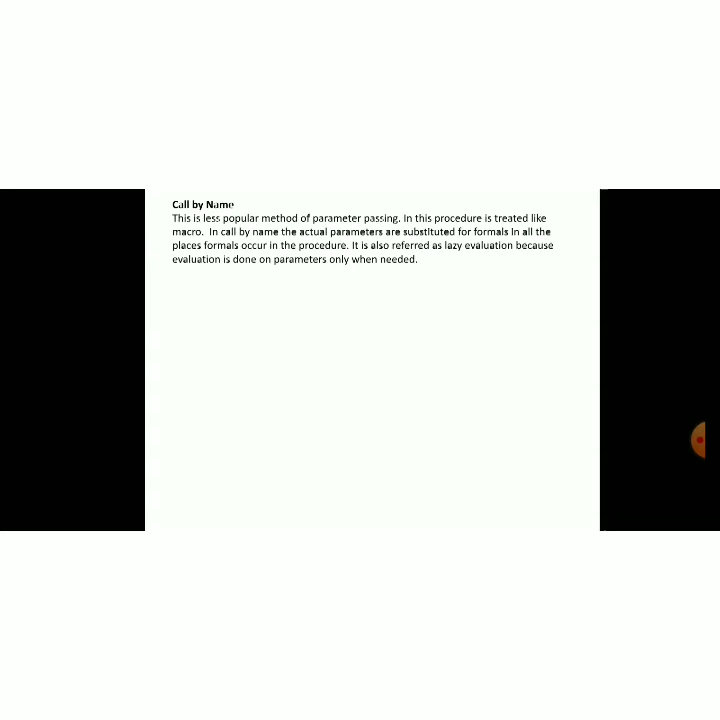 Call by Name
This is less popular method of parameter passing. In this procedure is treated like
macro. In call by name the actual parameters are substituted for formals in all the
places formals occur in the procedure. It is also referred as lazy evaluation because
evaluation is done on parameters only when needed.